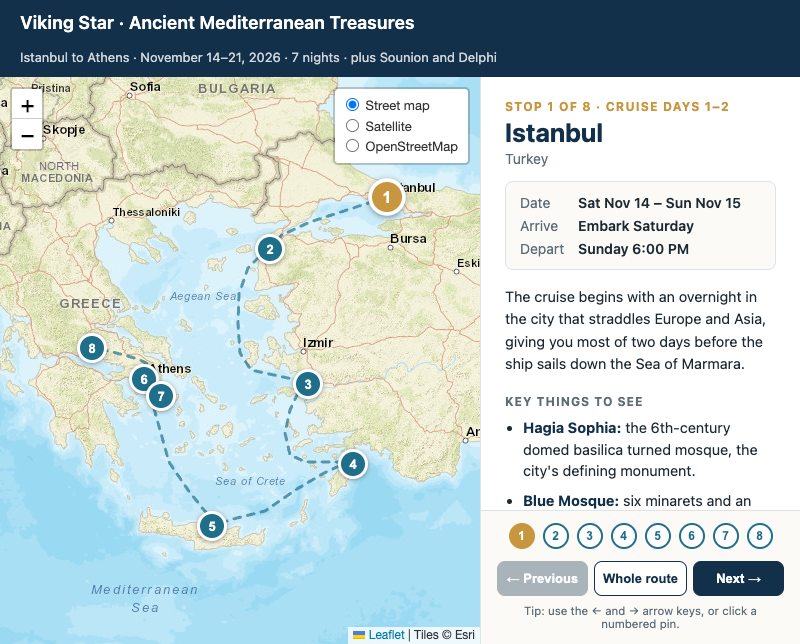 Viking Star · Ancient Mediterranean Treasures
Istanbul to Athens · November 14–21, 2026 · 7 nights · plus Sounion and Delphi
+
−
Pristina
Sofia
BULGARIA
Skopje
NORTH
MACEDONIA
Thessaloniki
Street map
Satellite
OpenStreetMap
1
anbul
Bursa
2
Eski
Aegean Sea
GREECE
Izmir
8
thens
6
7
3
Ar
4
Sea of Crete
5
Mediterranean
Sea
Leaflet | Tiles © Esri
STOP 1 OF 8 · CRUISE DAYS 1–2
Istanbul
Turkey
Date Sat Nov 14 – Sun Nov 15
Arrive Embark Saturday
Depart Sunday 6:00 PM
The cruise begins with an overnight in
the city that straddles Europe and Asia,
giving you most of two days before the
ship sails down the Sea of Marmara.
KEY THINGS TO SEE
• Hagia Sophia: the 6th-century
domed basilica turned mosque, the
city's defining monument.
• Blue Mosque: six minarets and an
1 2 3 4 5 6 7 8
← Previous Whole route Next →
Tip: use the ← and → arrow keys, or click a
numbered pin.